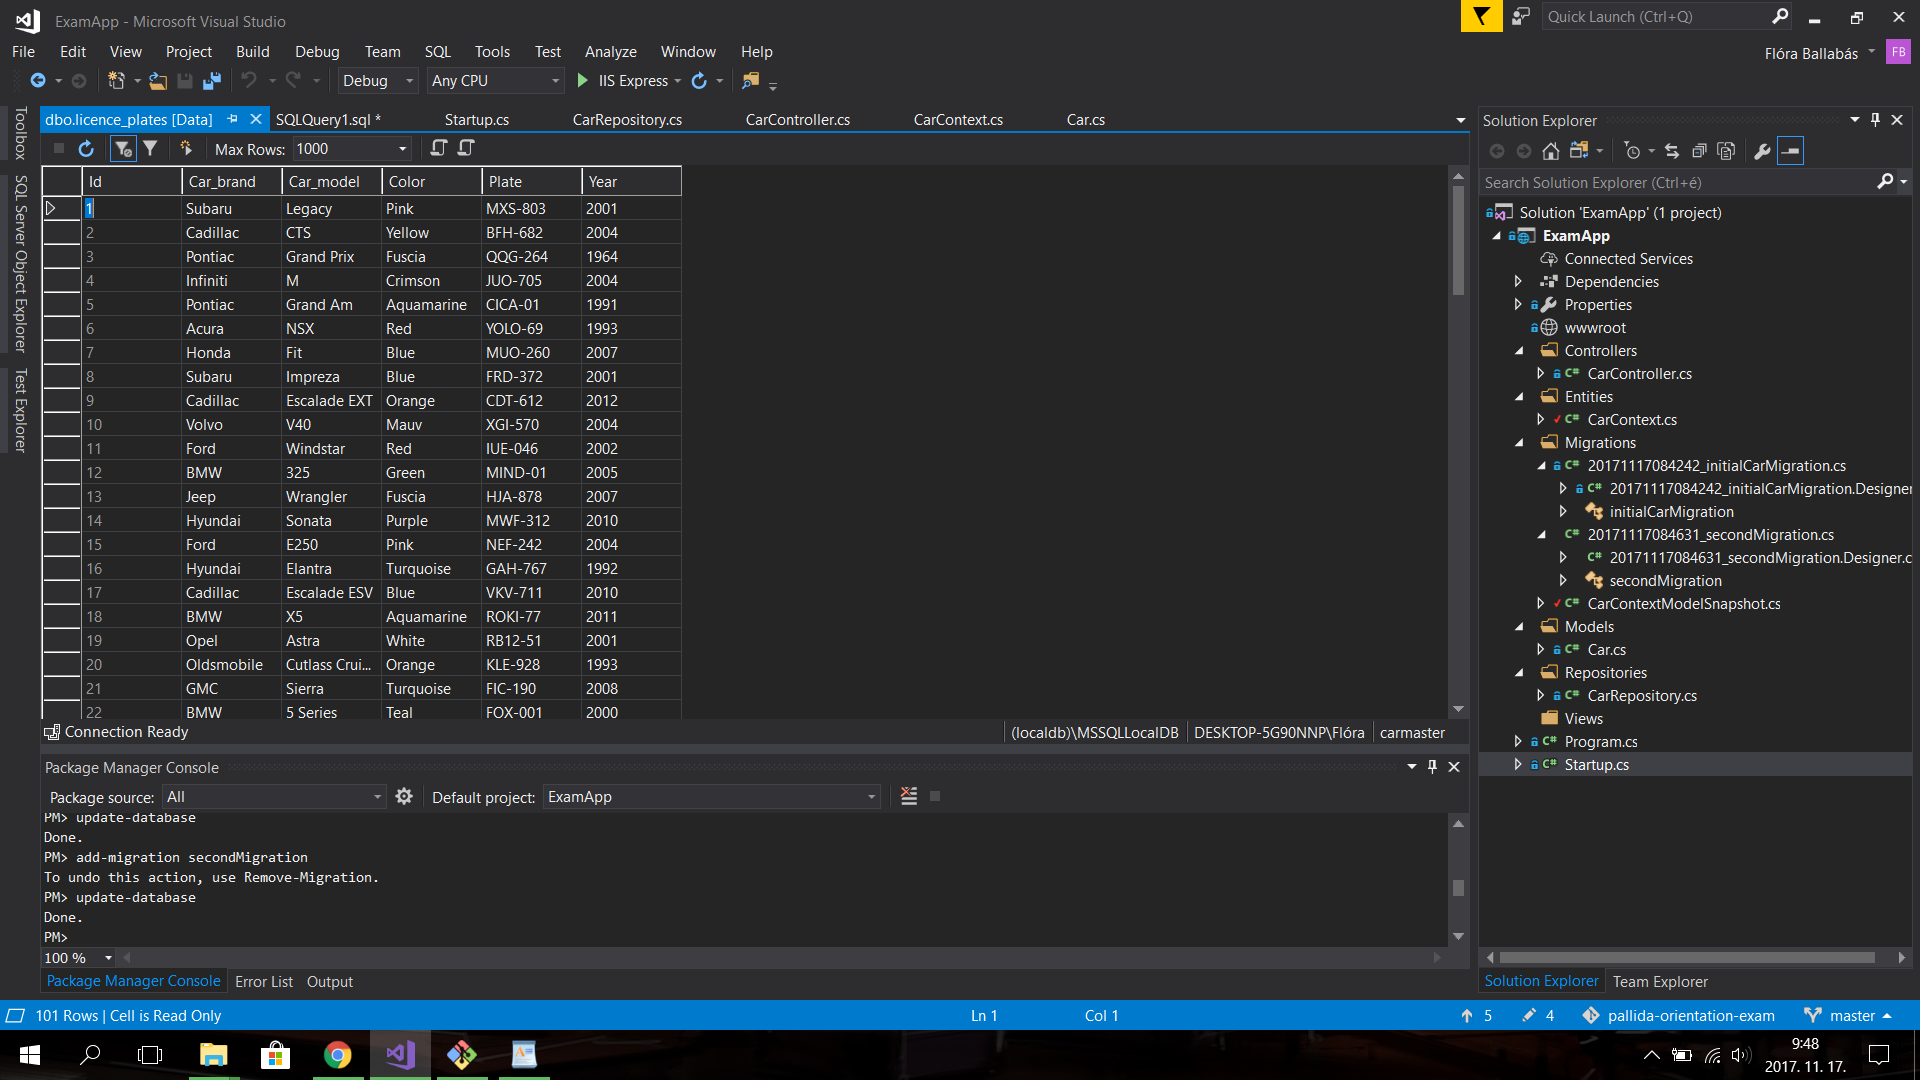 ExamApp - Microsoft Visual Studio
Quick Launch (Ctrl+Q)
File Edit View Project Build Debug Team SQL Tools Test Analyze Window Help
Flóra Ballabás FB
Debug Any CPU IIS Express
Toolbox
SQL Server Object Explorer
Test Explorer
dbo.licence_plates [Data] SQLQuery1.sql * Startup.cs CarRepository.cs CarController.cs CarContext.cs Car.cs
Max Rows: 1000
Id Car_brand Car_model Color Plate Year
1 Subaru Legacy Pink MXS-803 2001
2 Cadillac CTS Yellow BFH-682 2004
3 Pontiac Grand Prix Fuscia QQG-264 1964
4 Infiniti M Crimson JUO-705 2004
5 Pontiac Grand Am Aquamarine CICA-01 1991
6 Acura NSX Red YOLO-69 1993
7 Honda Fit Blue MUO-260 2007
8 Subaru Impreza Blue FRD-372 2001
9 Cadillac Escalade EXT Orange CDT-612 2012
10 Volvo V40 Mauv XGI-570 2004
11 Ford Windstar Red IUE-046 2002
12 BMW 325 Green MIND-01 2005
13 Jeep Wrangler Fuscia HJA-878 2007
14 Hyundai Sonata Purple MWF-312 2010
15 Ford E250 Pink NEF-242 2004
16 Hyundai Elantra Turquoise GAH-767 1992
17 Cadillac Escalade ESV Blue VKV-711 2010
18 BMW X5 Aquamarine ROKI-77 2011
19 Opel Astra White RB12-51 2001
20 Oldsmobile Cutlass Crui... Orange KLE-928 1993
21 GMC Sierra Turquoise FIC-190 2008
22 BMW 5 Series Teal FOX-001 2000
Connection Ready (localdb)\MSSQLLocalDB DESKTOP-5G90NNP\Flóra carmaster
Package Manager Console
Package source: All Default project: ExamApp
PM> update-database
Done.
PM> add-migration secondMigration
To undo this action, use Remove-Migration.
PM> update-database
Done.
PM>
100 %
Package Manager Console Error List Output
Solution Explorer
Search Solution Explorer (Ctrl+é)
Solution 'ExamApp' (1 project)
ExamApp
Connected Services
Dependencies
Properties
wwwroot
Controllers
C# CarController.cs
Entities
C# CarContext.cs
Migrations
C# 20171117084242_initialCarMigration.cs
C# 20171117084242_initialCarMigration.Designer
initialCarMigration
C# 20171117084631_secondMigration.cs
C# 20171117084631_secondMigration.Designer.c
secondMigration
C# CarContextModelSnapshot.cs
Models
C# Car.cs
Repositories
C# CarRepository.cs
Views
C# Program.cs
C# Startup.cs
Solution Explorer Team Explorer
101 Rows | Cell is Read Only Ln 1 Col 1 5 4 pallida-orientation-exam master
9:48
2017. 11. 17.